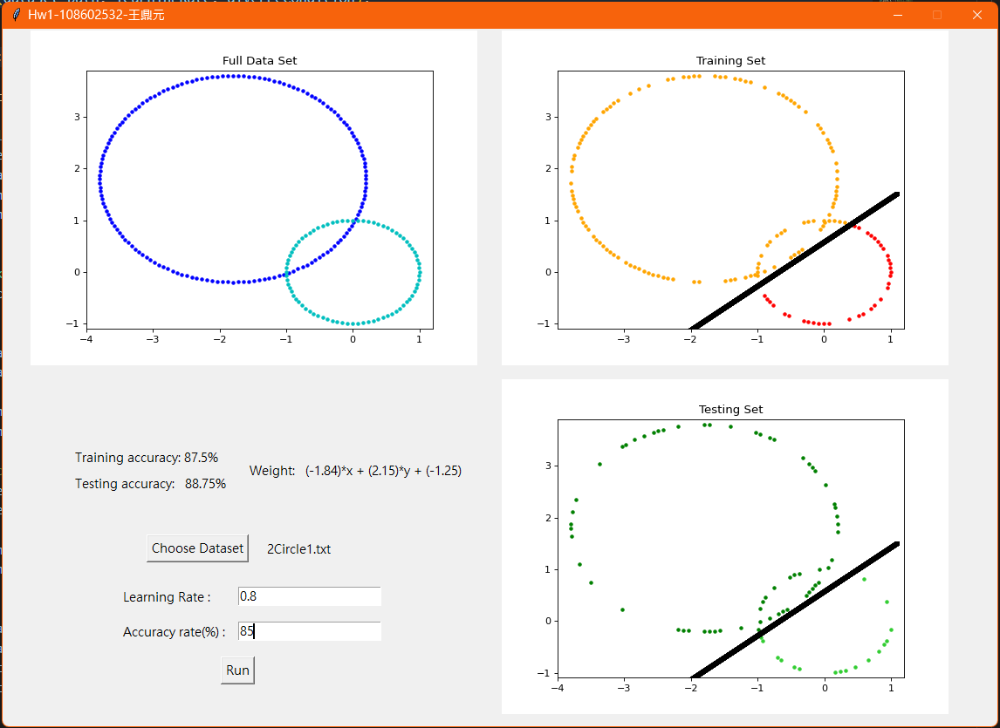 Hw1-108602532-王鼎元
Full Data Set
3
2
1
0
−1
−4
−3
−2
−1
0
1
Training Set
3
2
1
0
−1
−3
−2
−1
0
1
Training accuracy: 87.5%
Testing accuracy: 88.75%
Weight: (-1.84)*x + (2.15)*y + (-1.25)
Choose Dataset 2Circle1.txt
Learning Rate : 0.8
Accuracy rate(%) : 85
Run
Testing Set
3
2
1
0
−1
−4
−3
−2
−1
0
1